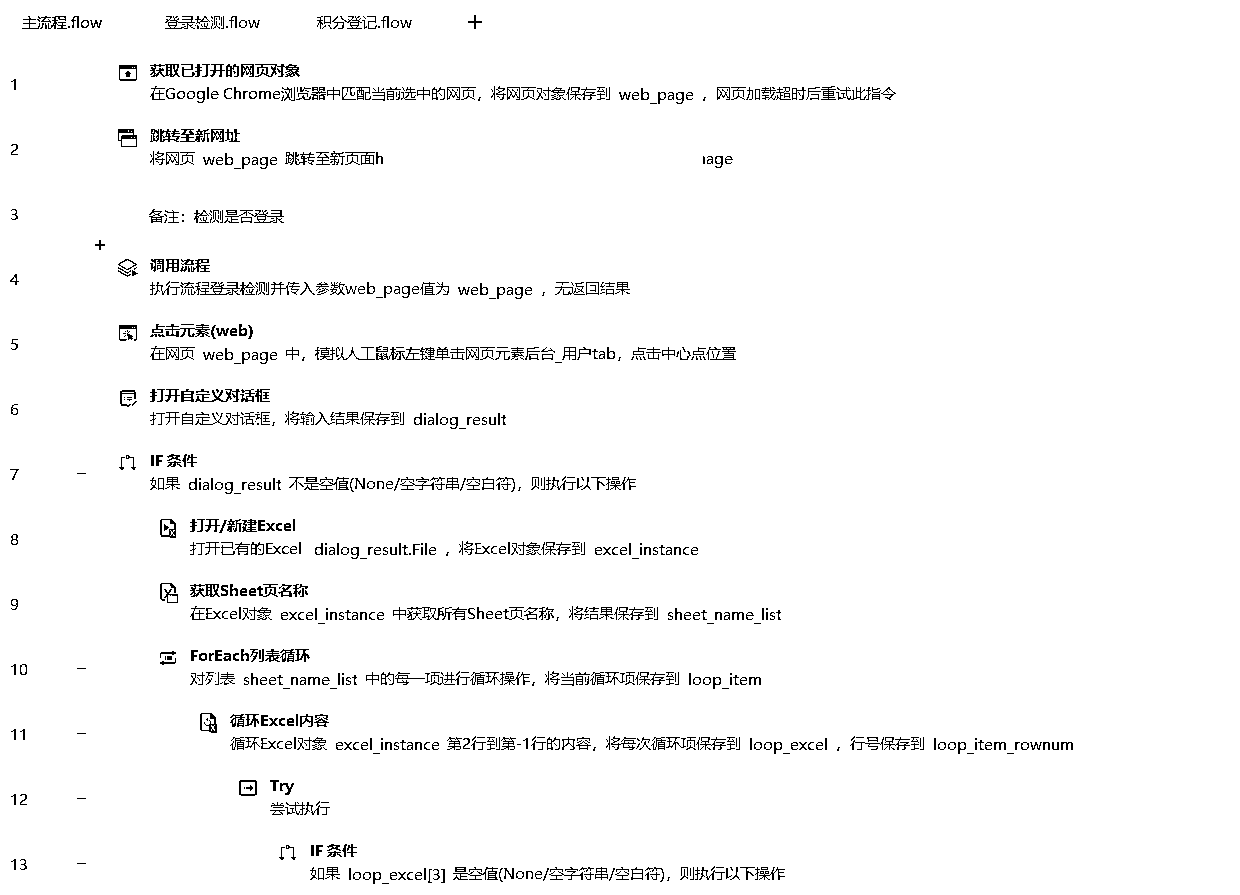 主流程.flow 登录检测.flow 积分登记.flow +
1 获取已打开的网页对象
在Google Chrome浏览器中匹配当前选中的网页，将网页对象保存到 web_page ，网页加载超时后重试此指令
2 跳转至新网址
将网页 web_page 跳转至新页面h
3 备注：检测是否登录
4 调用流程
执行流程登录检测并传入参数web_page值为 web_page ，无返回结果
5 点击元素(web)
在网页 web_page 中，模拟人工鼠标左键单击网页元素后台_用户tab，点击中心点位置
6 打开自定义对话框
打开自定义对话框，将输入结果保存到 dialog_result
7 IF 条件
如果 dialog_result 不是空值(None/空字符串/空白符)，则执行以下操作
8 打开/新建Excel
打开已有的Excel dialog_result.File ，将Excel对象保存到 excel_instance
9 获取Sheet页名称
在Excel对象 excel_instance 中获取所有Sheet页名称，将结果保存到 sheet_name_list
10 ForEach列表循环
对列表 sheet_name_list 中的每一项进行循环操作，将当前循环项保存到 loop_item
11 循环Excel内容
循环Excel对象 excel_instance 第2行到第-1行的内容，将每次循环项保存到 loop_excel ，行号保存到 loop_item_rownum
12 Try
尝试执行
13 IF 条件
如果 loop_excel[3] 是空值(None/空字符串/空白符)，则执行以下操作